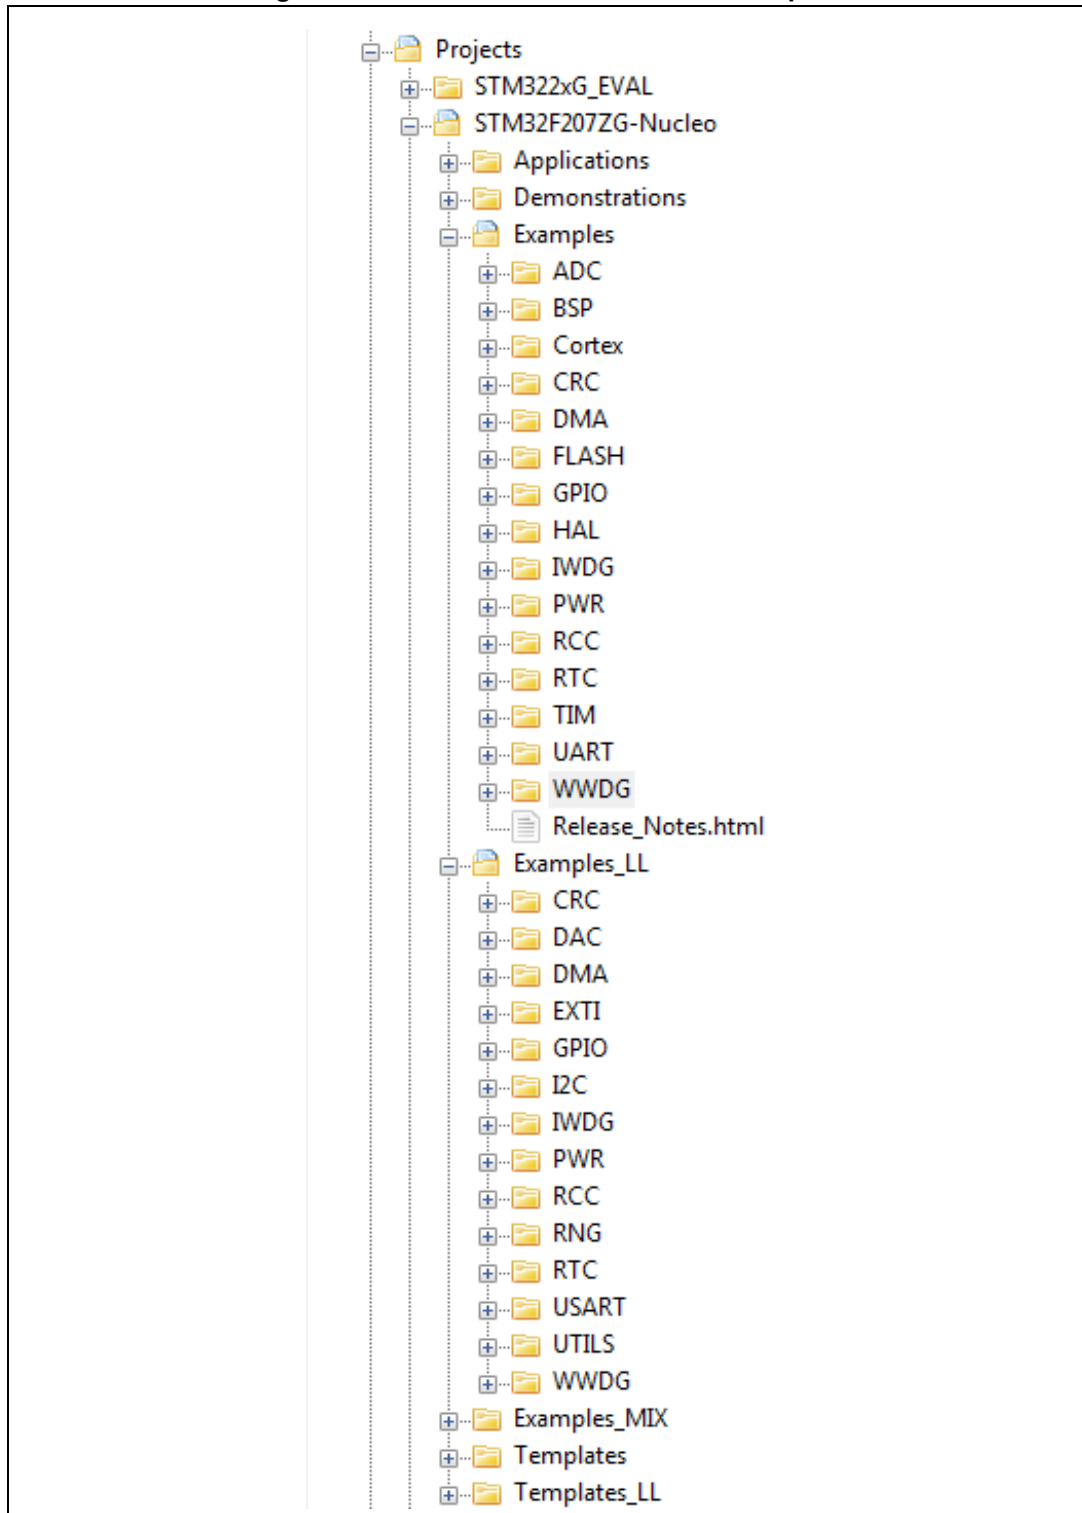 Projects
STM322xG_EVAL
STM32F207ZG-Nucleo
Applications
Demonstrations
Examples
ADC
BSP
Cortex
CRC
DMA
FLASH
GPIO
HAL
IWDG
PWR
RCC
RTC
TIM
UART
WWDG
Release_Notes.html
Examples_LL
CRC
DAC
DMA
EXTI
GPIO
I2C
IWDG
PWR
RCC
RNG
RTC
USART
UTILS
WWDG
Examples_MIX
Templates
Templates_LL